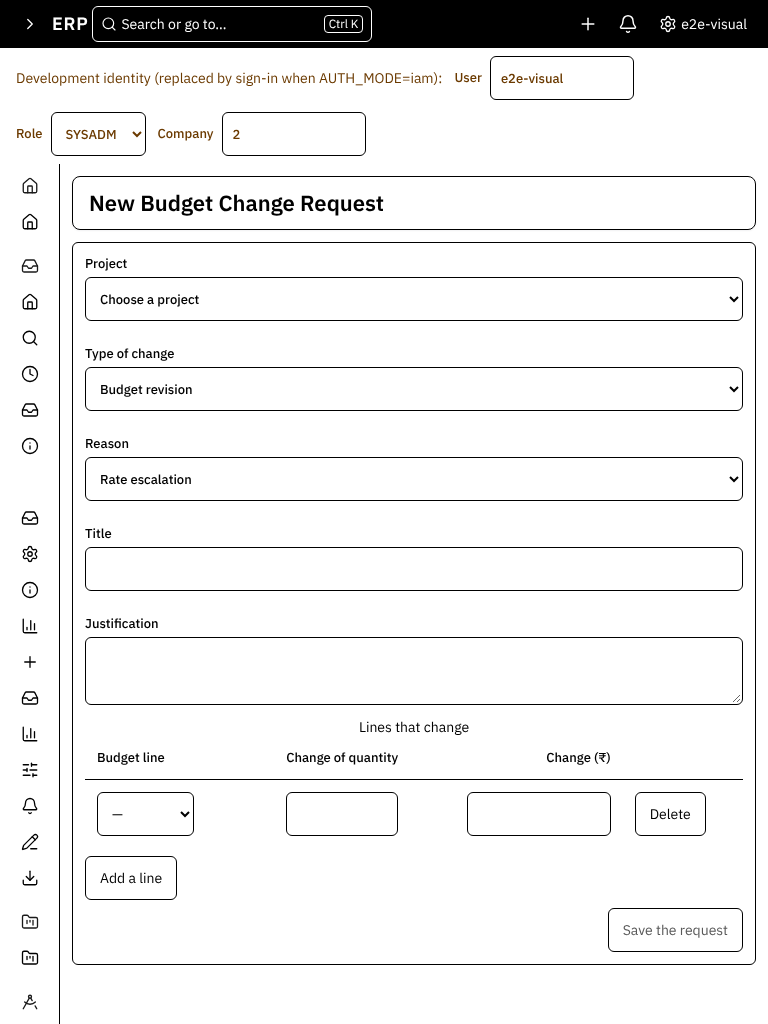 ERP Search or go to... Ctrl K e2e-visual
Development identity (replaced by sign-in when AUTH_MODE=iam): User e2e-visual
Role SYSADM Company 2
New Budget Change Request
Project
Choose a project
Type of change
Budget revision
Reason
Rate escalation
Title
Justification
Lines that change
Budget line Change of quantity Change (₹)
— Delete
Add a line
Save the request